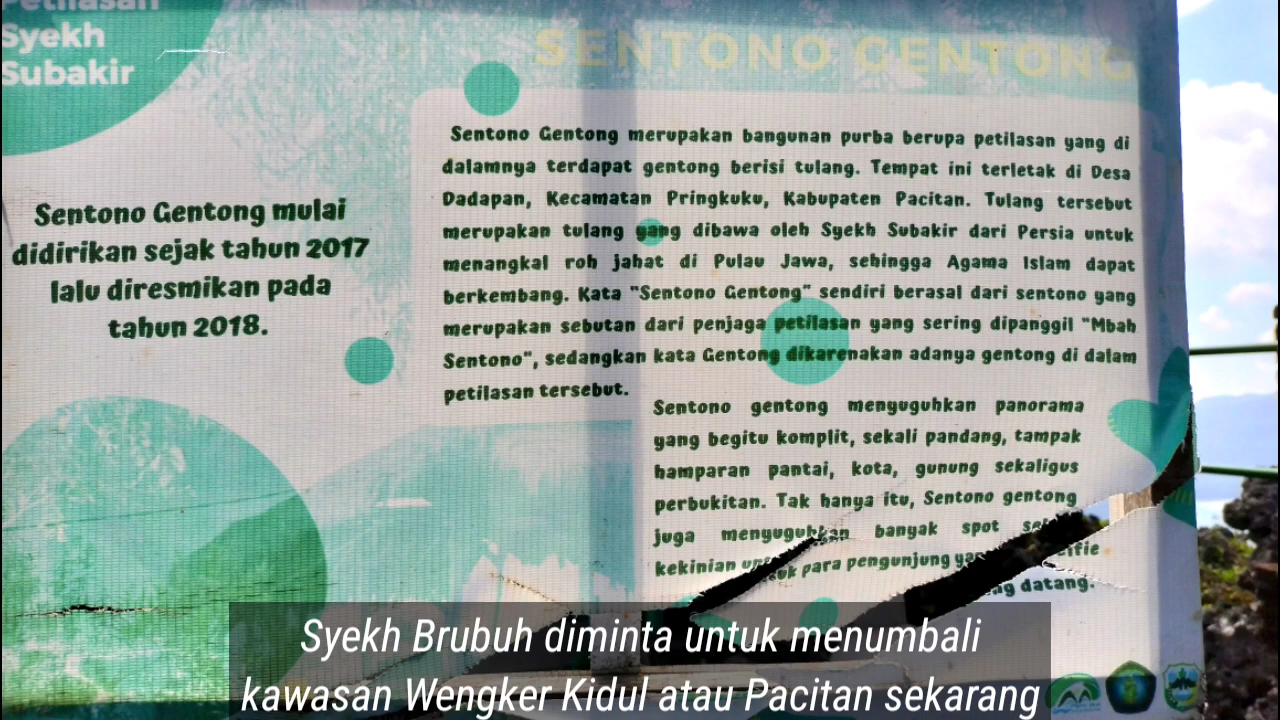 Petilasan
Syekh
Subakir
SENTONO GENTONG
Sentono Gentong mulai
didirikan sejak tahun 2017
lalu diresmikan pada
tahun 2018.
Sentono Gentong merupakan bangunan purba berupa petilasan yang di
dalamnya terdapat gentong berisi tulang. Tempat ini terletak di Desa
Dadapan, Kecamatan Pringkuku, Kabupaten Pacitan. Tulang tersebut
merupakan tulang yang dibawa oleh Syekh Subakir dari Persia untuk
menangkal roh jahat di Pulau Jawa, sehingga Agama Islam dapat
berkembang. Kata "Sentono Gentong" sendiri berasal dari sentono yang
merupakan sebutan dari penjaga petilasan yang sering dipanggil "Mbah
Sentono", sedangkan kata Gentong dikarenakan adanya gentong di dalam
petilasan tersebut.
Sentono gentong menyuguhkan panorama
yang begitu komplit, sekali pandang, tampak
hamparan pantai, kota, gunung sekaligus
perbukitan. Tak hanya itu, Sentono gentong
juga menyuguhkan banyak spot
kekinian untuk para pengunjung
datang.
Syekh Brubuh diminta untuk menumbali
kawasan Wengker Kidul atau Pacitan sekarang